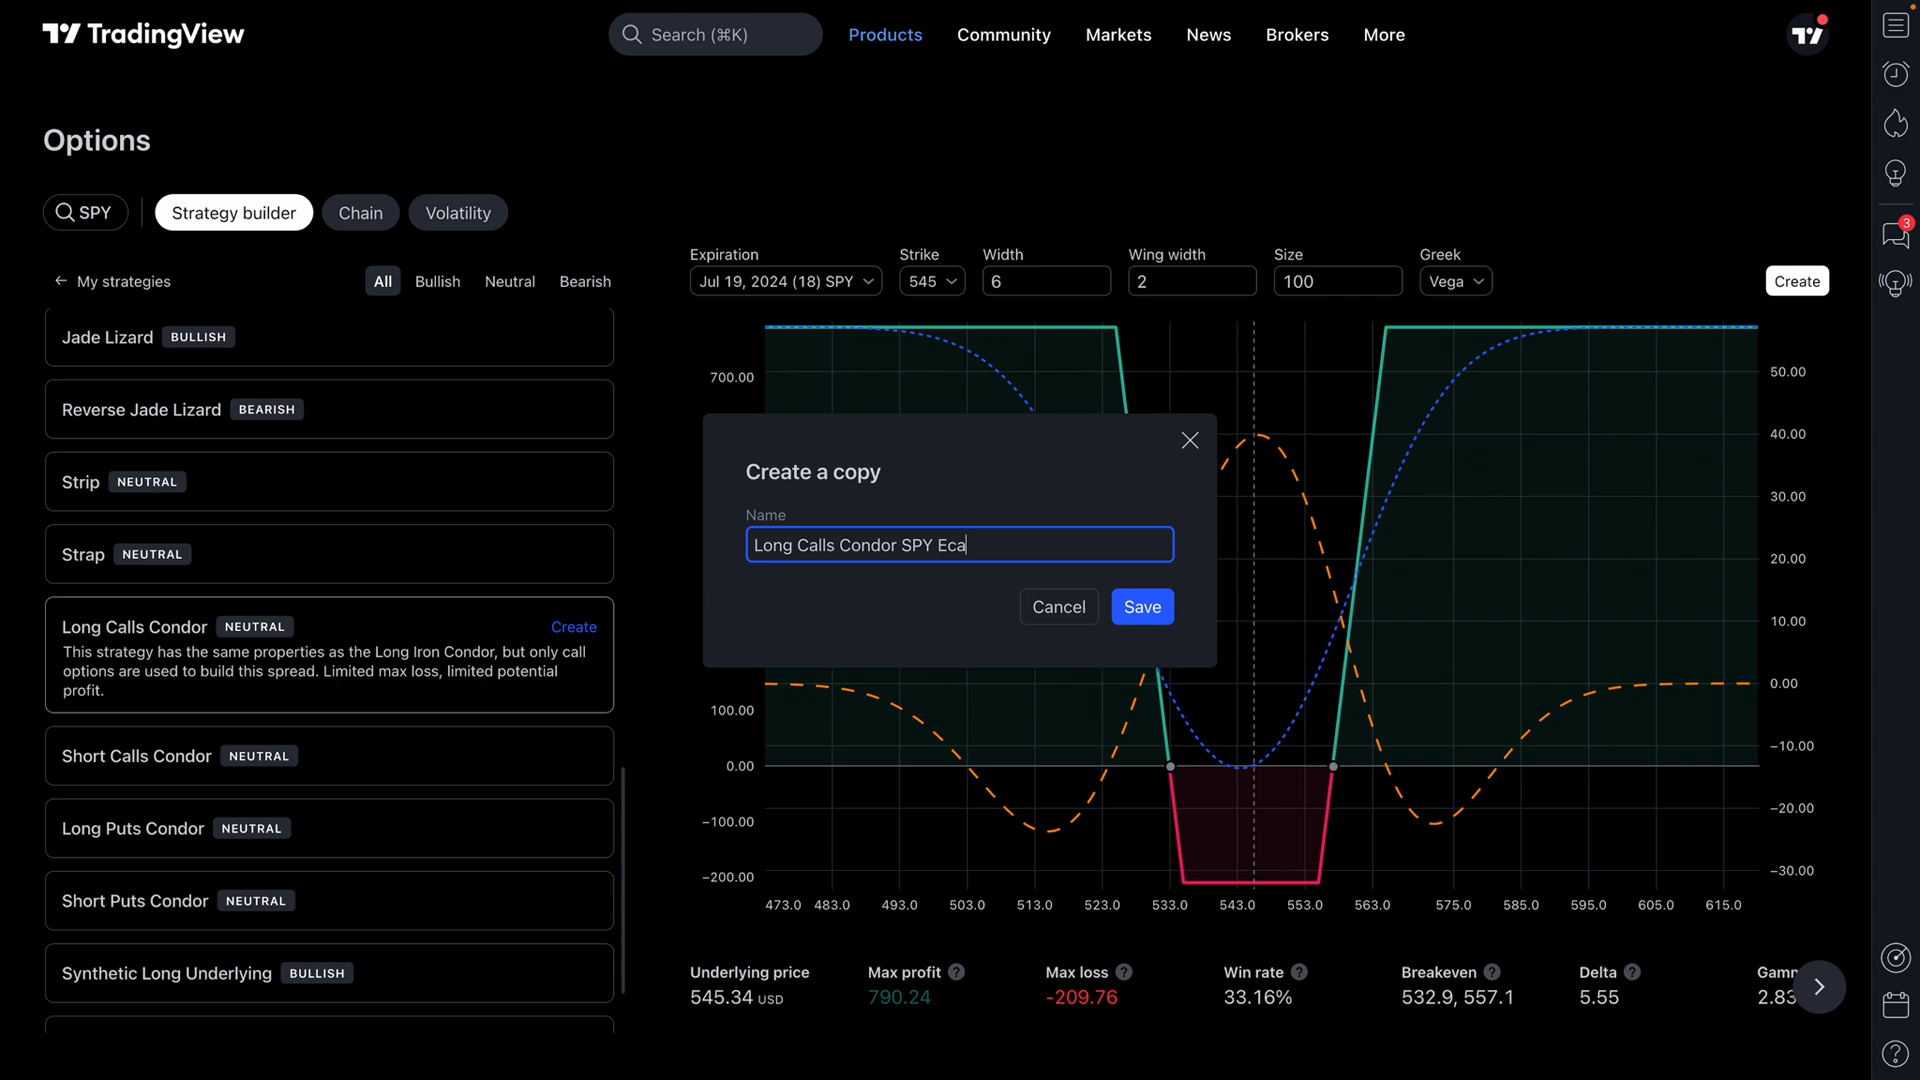 TradingView
Search (⌘K)
Products
Community
Markets
News
Brokers
More
3
Options
SPY
Strategy builder
Chain
Volatility
My strategies
All
Bullish
Neutral
Bearish
Jade Lizard BULLISH
Reverse Jade Lizard BEARISH
Strip NEUTRAL
Strap NEUTRAL
Long Calls Condor NEUTRAL Create
This strategy has the same properties as the Long Iron Condor, but only call
options are used to build this spread. Limited max loss, limited potential
profit.
Short Calls Condor NEUTRAL
Long Puts Condor NEUTRAL
Short Puts Condor NEUTRAL
Synthetic Long Underlying BULLISH
Expiration Strike Width Wing width Size Greek
Jul 19, 2024 (18) SPY 545 6 2 100 Vega Create
700.00
100.00
0.00
−100.00
−200.00
50.00
40.00
30.00
20.00
10.00
0.00
−10.00
−20.00
−30.00
473.0 483.0 493.0 503.0 513.0 523.0 533.0 543.0 553.0 563.0 575.0 585.0 595.0 605.0 615.0
Create a copy
Name
Long Calls Condor SPY Eca
Cancel Save
Underlying price Max profit Max loss Win rate Breakeven Delta
545.34 USD 790.24 -209.76 33.16% 532.9, 557.1 5.55